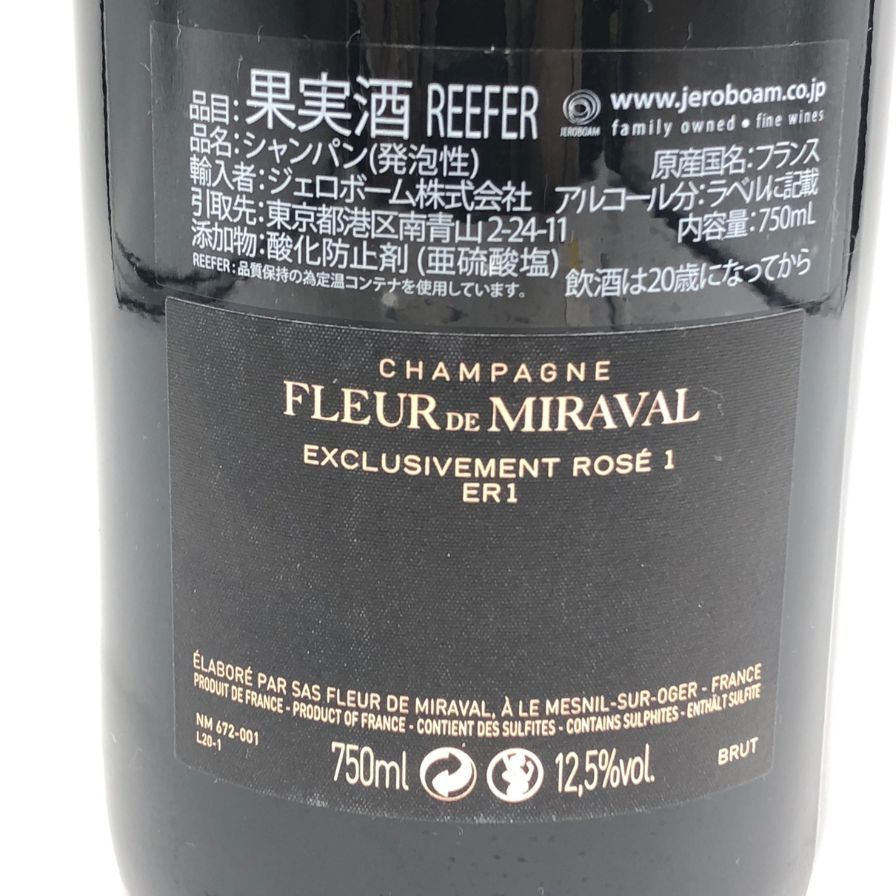 品目:果実酒 REEFER
品名:シャンパン(発泡性)
輸入者:ジェロボーム株式会社
引取先:東京都港区南青山2-24-11
添加物:酸化防止剤(亜硫酸塩)
REEFER:品質保持の為定温コンテナを使用しています。
JEROBOAM
www.jeroboam.co.jp
family owned • fine wines
原産国名:フランス
アルコール分:ラベルに記載
内容量:750mL
飲酒は20歳になってから
CHAMPAGNE
FLEUR DE MIRAVAL
EXCLUSIVEMENT ROSÉ 1
ER1
ÉLABORÉ PAR SAS FLEUR DE MIRAVAL, À LE MESNIL-SUR-OGER - FRANCE
PRODUIT DE FRANCE - PRODUCT OF FRANCE - CONTIENT DES SULFITES - CONTAINS SULPHITES - ENTHÄLT SULFITE
NM 672-001
L20-1
750ml
12,5%vol.
BRUT